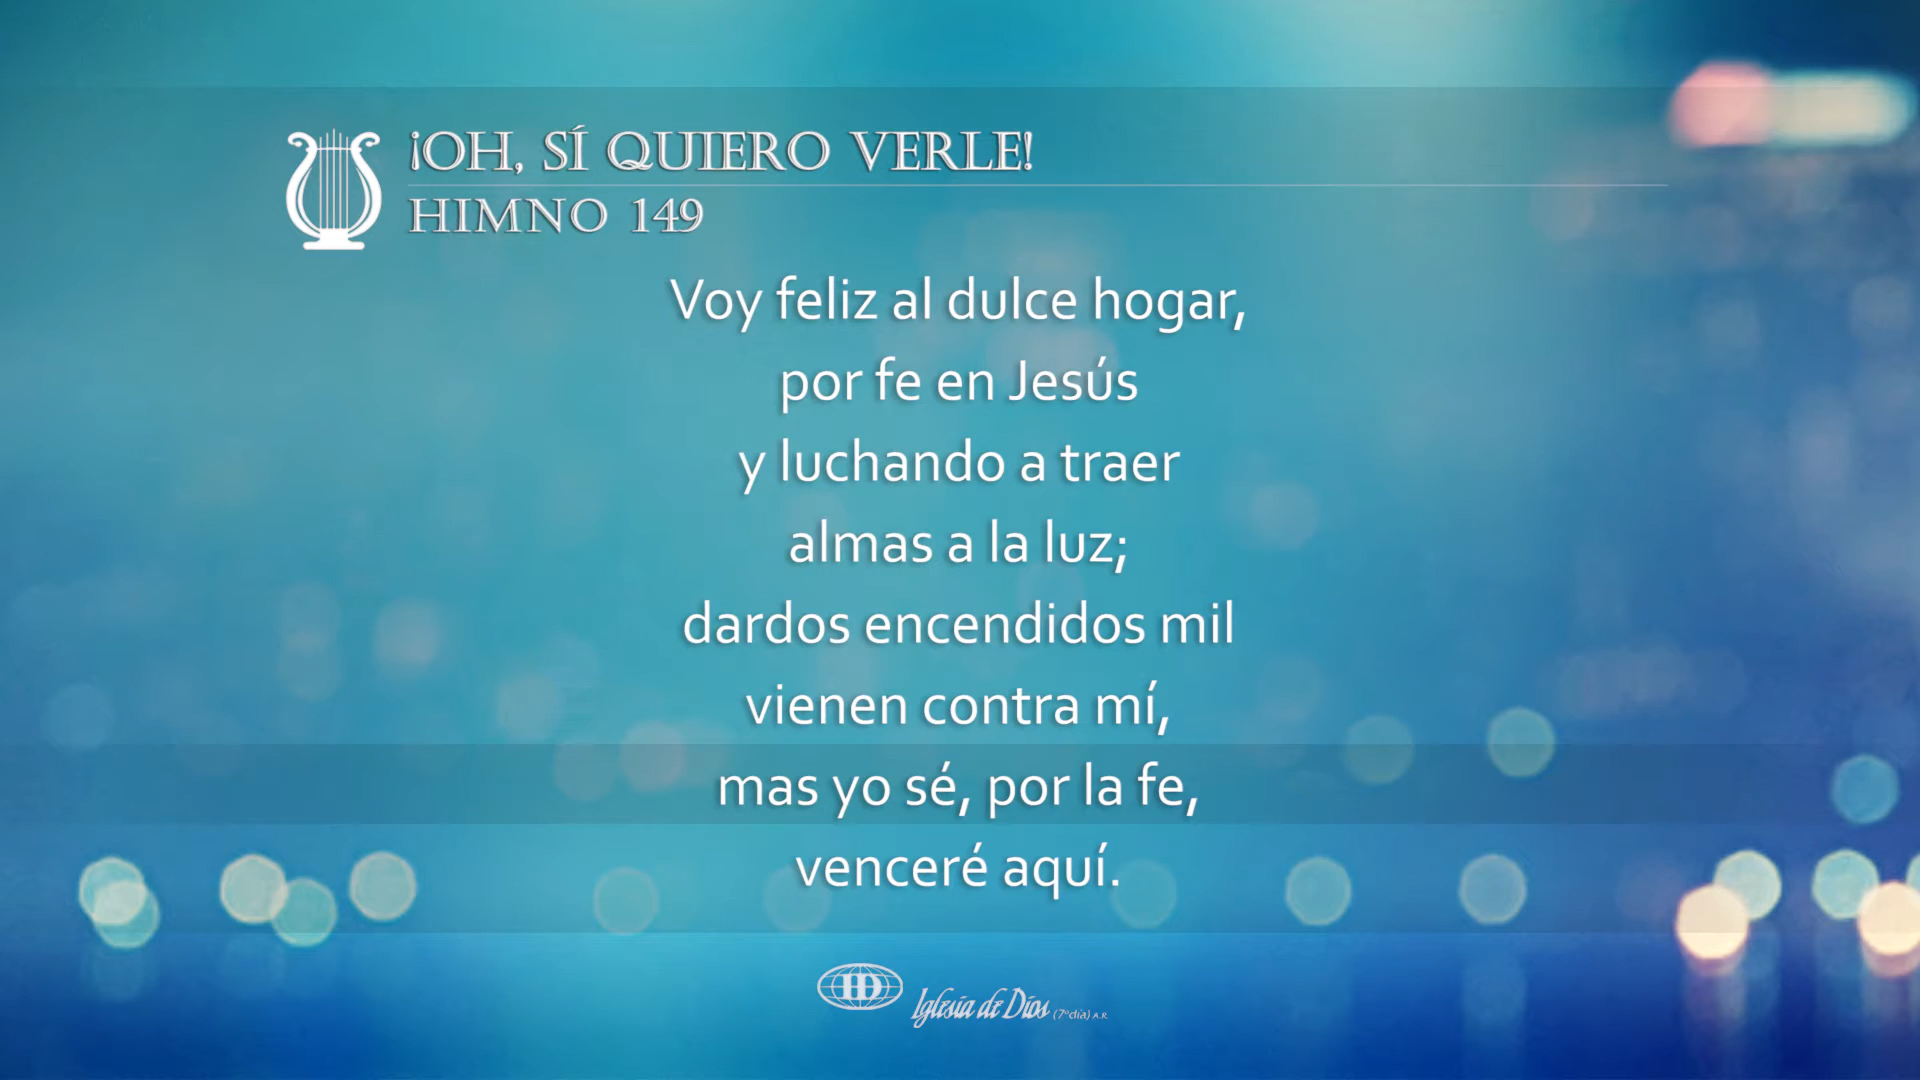 ¡OH, SÍ QUIERO VERLE!
HIMNO 149
Voy feliz al dulce hogar,
por fe en Jesús
y luchando a traer
almas a la luz;
dardos encendidos mil
vienen contra mí,
mas yo sé, por la fe,
venceré aquí.
ID Iglesia de Dios (7º día) A.R.